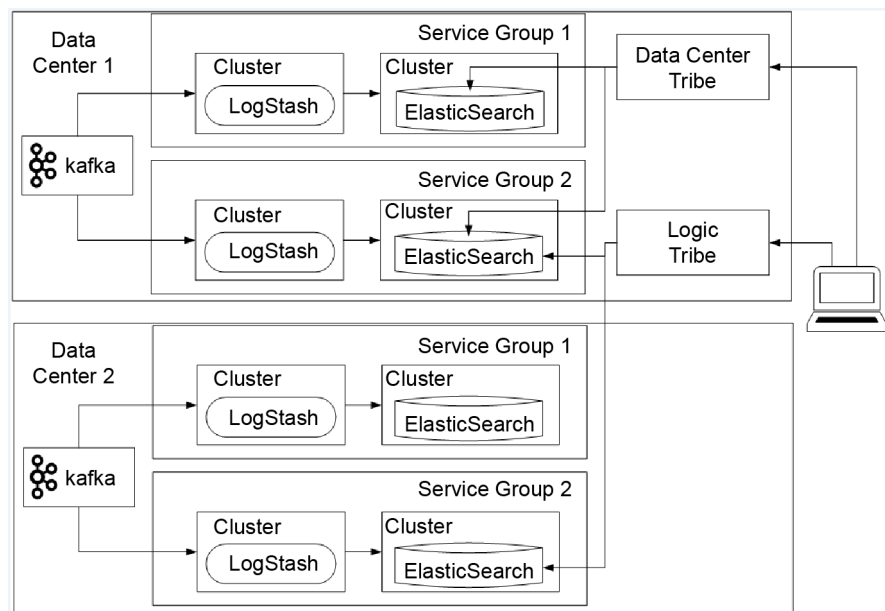 Data
Center 1
Service Group 1
Cluster
LogStash
Cluster
ElasticSearch
Data Center
Tribe
kafka
Service Group 2
Cluster
LogStash
Cluster
ElasticSearch
Logic
Tribe
Data
Center 2
Service Group 1
Cluster
LogStash
Cluster
ElasticSearch
kafka
Service Group 2
Cluster
LogStash
Cluster
ElasticSearch